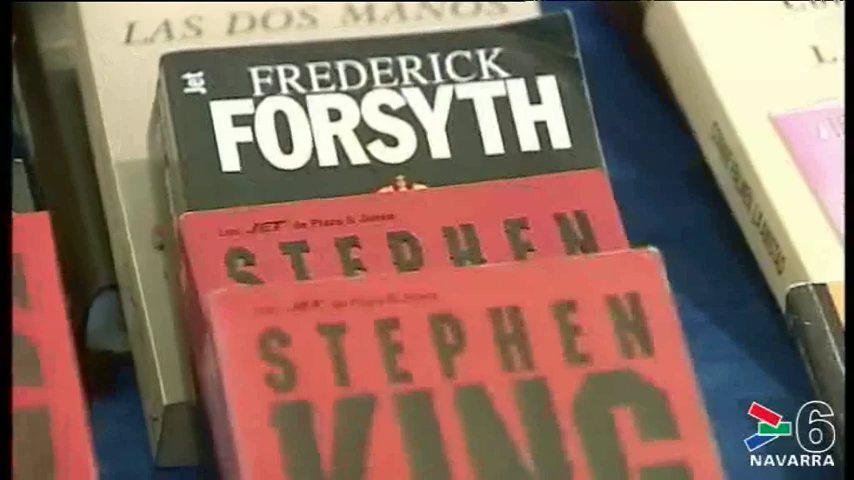 LAS DOS MANOS
Jet
FREDERICK
FORSYTH
Los JET de Plaza & Janés
STEPHEN
Los JET de Plaza & Janés
STEPHEN
KING
6
NAVARRA